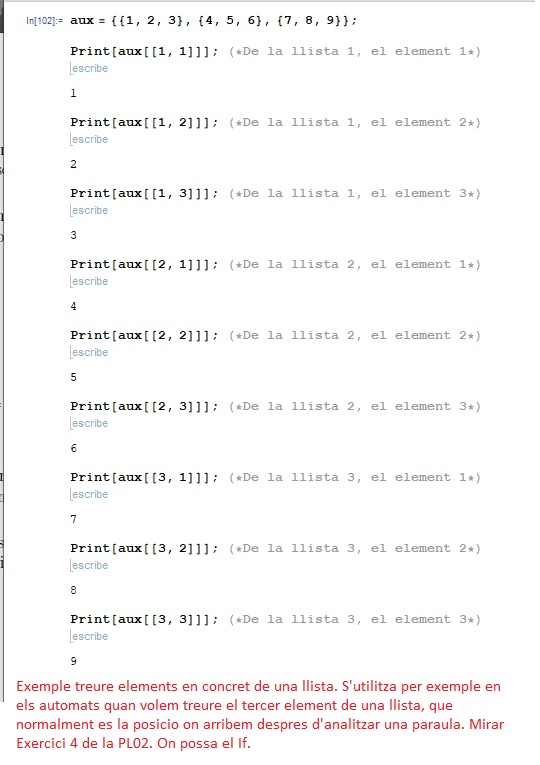 In[102]:= aux = {{1, 2, 3}, {4, 5, 6}, {7, 8, 9}};
Print[aux[[1, 1]]]; (*De la llista 1, el element 1*)
escribe
1
Print[aux[[1, 2]]]; (*De la llista 1, el element 2*)
escribe
2
Print[aux[[1, 3]]]; (*De la llista 1, el element 3*)
escribe
3
Print[aux[[2, 1]]]; (*De la llista 2, el element 1*)
escribe
4
Print[aux[[2, 2]]]; (*De la llista 2, el element 2*)
escribe
5
Print[aux[[2, 3]]]; (*De la llista 2, el element 3*)
escribe
6
Print[aux[[3, 1]]]; (*De la llista 3, el element 1*)
escribe
7
Print[aux[[3, 2]]]; (*De la llista 3, el element 2*)
escribe
8
Print[aux[[3, 3]]]; (*De la llista 3, el element 3*)
escribe
9
Exemple treure elements en concret de una llista. S'utilitza per exemple en
els automats quan volem treure el tercer element de una llista, que
normalment es la posicio on arribem despres d'analitzar una paraula. Mirar
Exercici 4 de la PL02. On possa el If.